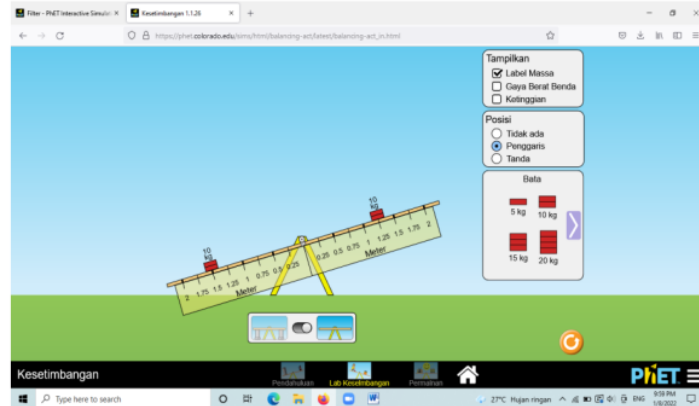 Filter - PhET Interactive Simulat
Kesetimbangan 1.1.26
https://phet.colorado.edu/sims/html/balancing-act/latest/balancing-act_in.html
Tampilkan
Label Massa
Gaya Berat Benda
Ketinggian
Posisi
Tidak ada
Penggaris
Tanda
Bata
5 kg 10 kg
15 kg 20 kg
10
kg
10
kg
2 1.75 1.5 1.25 1 0.75 0.5 0.25
Meter
0.25 0.5 0.75 1 1.25 1.5 1.75 2
Meter
Kesetimbangan
Pendahuluan
Lab Kesetimbangan
Permainan
PhET
Type here to search
27°C Hujan ringan
ENG
9:59 PM
1/8/2022